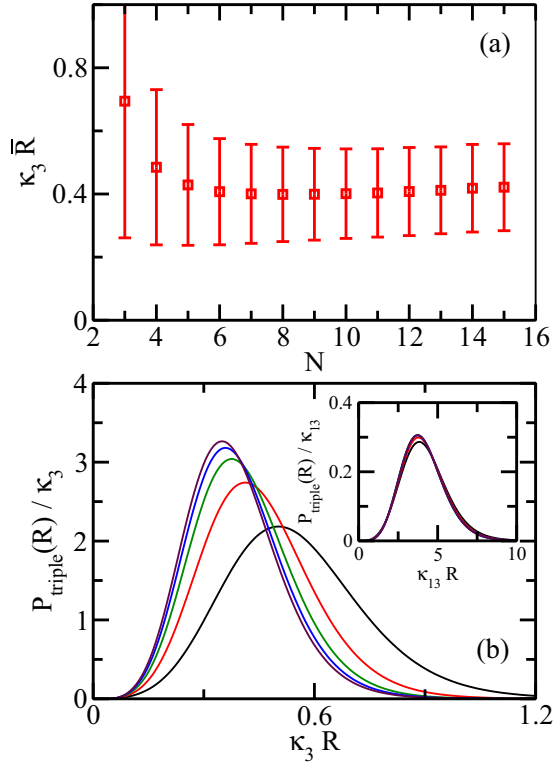 (a)
0.8
0.4
0
κ₃ R̅
2 4 6 8 10 12 14 16
N
4
3
2
1
0
P_triple(R) / κ₃
0 0.6 1.2
κ₃ R
(b)
0.4
0.2
0
P_triple(R) / κ₁₃
0 5 10
κ₁₃ R